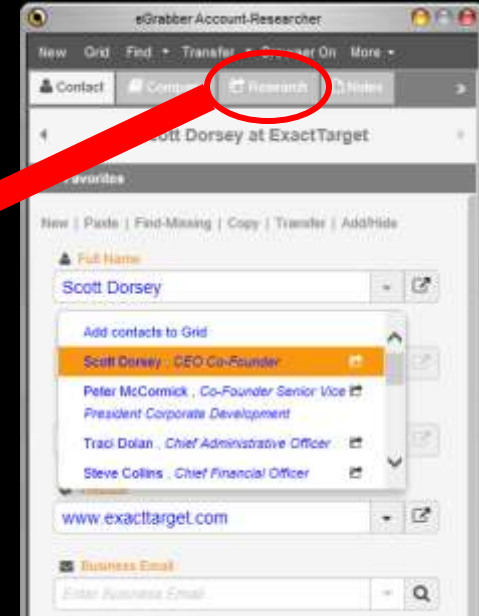 eGrabber Account-Researcher
New Grid Find Transfer Browser On More
Contact Company Research Notes
Scott Dorsey at ExactTarget
Favorites
New | Paste | Find-Missing | Copy | Transfer | Add/Hide
Full Name
Scott Dorsey
Add contacts to Grid
Scott Dorsey , CEO Co-Founder
Peter McCormick , Co-Founder Senior Vice
President Corporate Development
Traci Dolan , Chief Administrative Officer
Steve Collins , Chief Financial Officer
www.exacttarget.com
Business Email
Enter Business Email